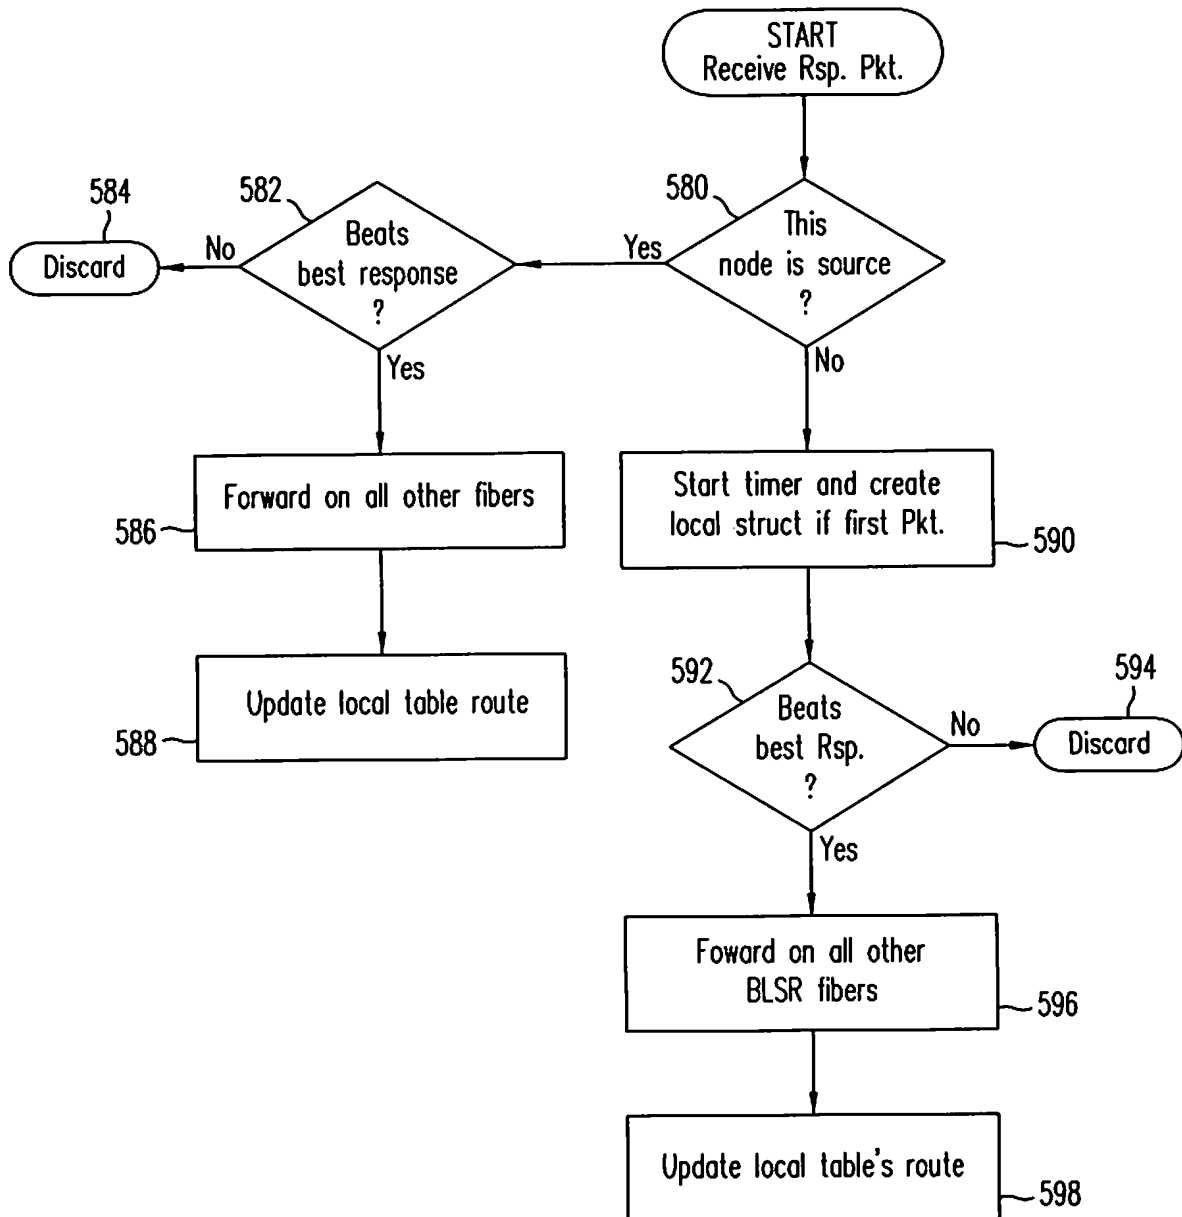 START
Receive Rsp. Pkt.
580
This
node is source
?
Yes
No
582
Beats
best response
?
No
Yes
584
Discard
Forward on all other fibers
586
Update local table route
588
Start timer and create
local struct if first Pkt.
590
592
Beats
best Rsp.
?
No
Yes
594
Discard
Foward on all other
BLSR fibers
596
Update local table's route
598